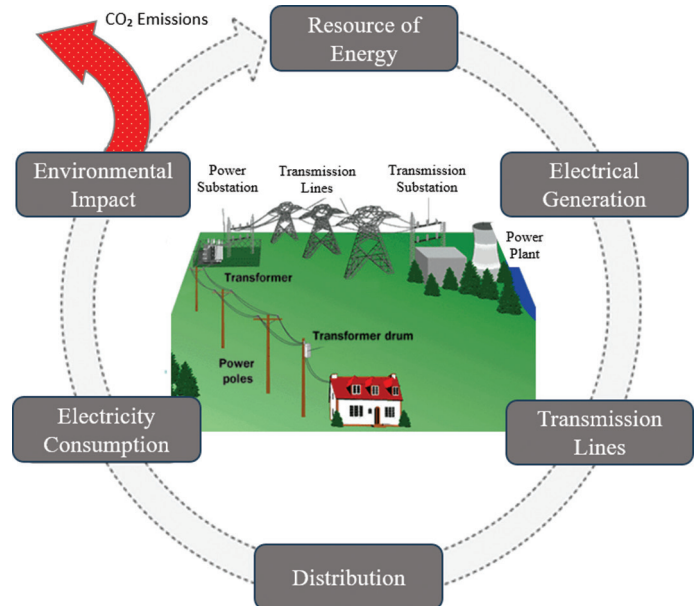 CO₂ Emissions
Resource of
Energy
Environmental
Impact
Electrical
Generation
Power
Substation
Transmission
Lines
Transmission
Substation
Power
Plant
Transformer
Transformer drum
Power
poles
Electricity
Consumption
Transmission
Lines
Distribution